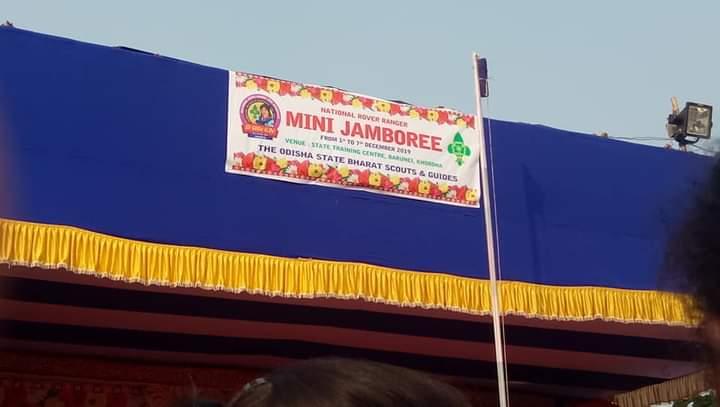 NATIONAL ROVER RANGER
MINI JAMBOREE
FROM 1ˢᵗ TO 7ᵗʰ DECEMBER 2019
VENUE : STATE TRAINING CENTRE, BARUNEI, KHORDHA
THE ODISHA STATE BHARAT SCOUTS & GUIDES